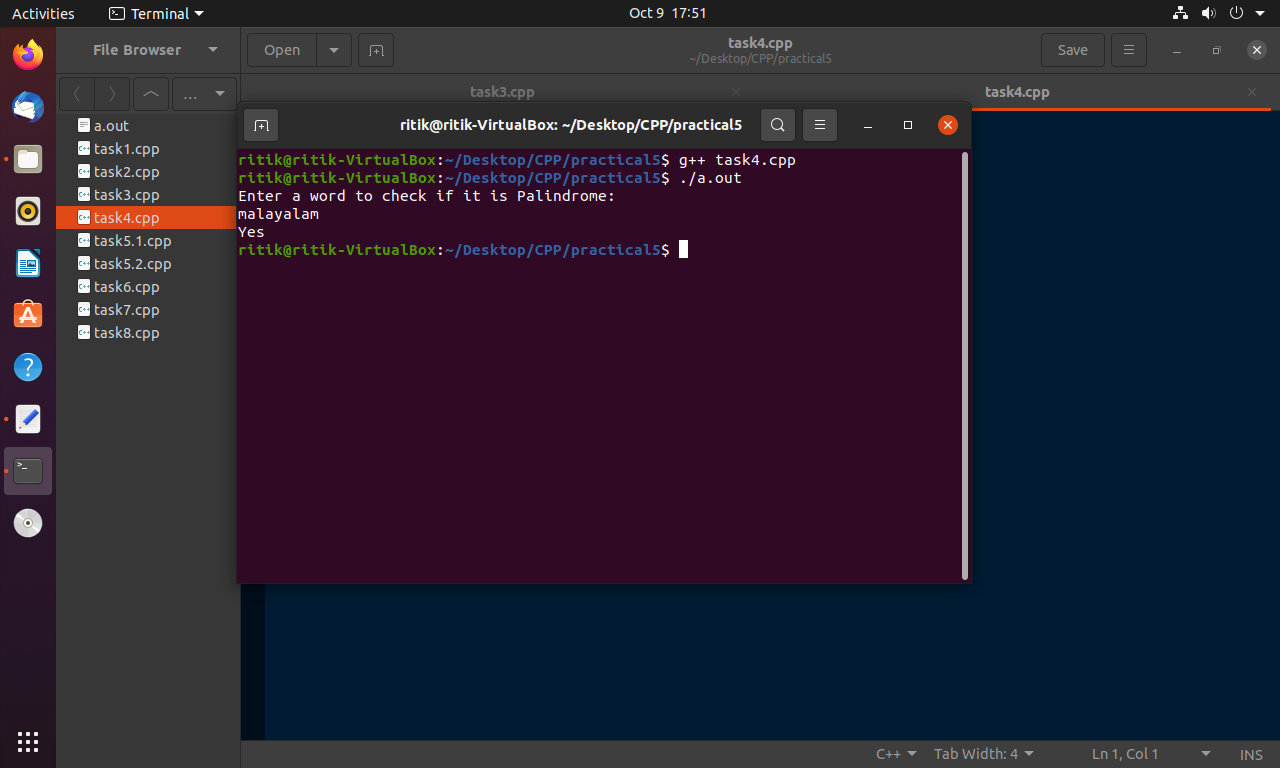 Activities
Terminal
Oct 9 17:51
File Browser
Open
task4.cpp
~/Desktop/CPP/practical5
Save
...
task3.cpp
task4.cpp
a.out
task1.cpp
task2.cpp
task3.cpp
task4.cpp
task5.1.cpp
task5.2.cpp
task6.cpp
task7.cpp
task8.cpp
ritik@ritik-VirtualBox: ~/Desktop/CPP/practical5
ritik@ritik-VirtualBox:~/Desktop/CPP/practical5$ g++ task4.cpp
ritik@ritik-VirtualBox:~/Desktop/CPP/practical5$ ./a.out
Enter a word to check if it is Palindrome:
malayalam
Yes
ritik@ritik-VirtualBox:~/Desktop/CPP/practical5$
C++
Tab Width: 4
Ln 1, Col 1
INS